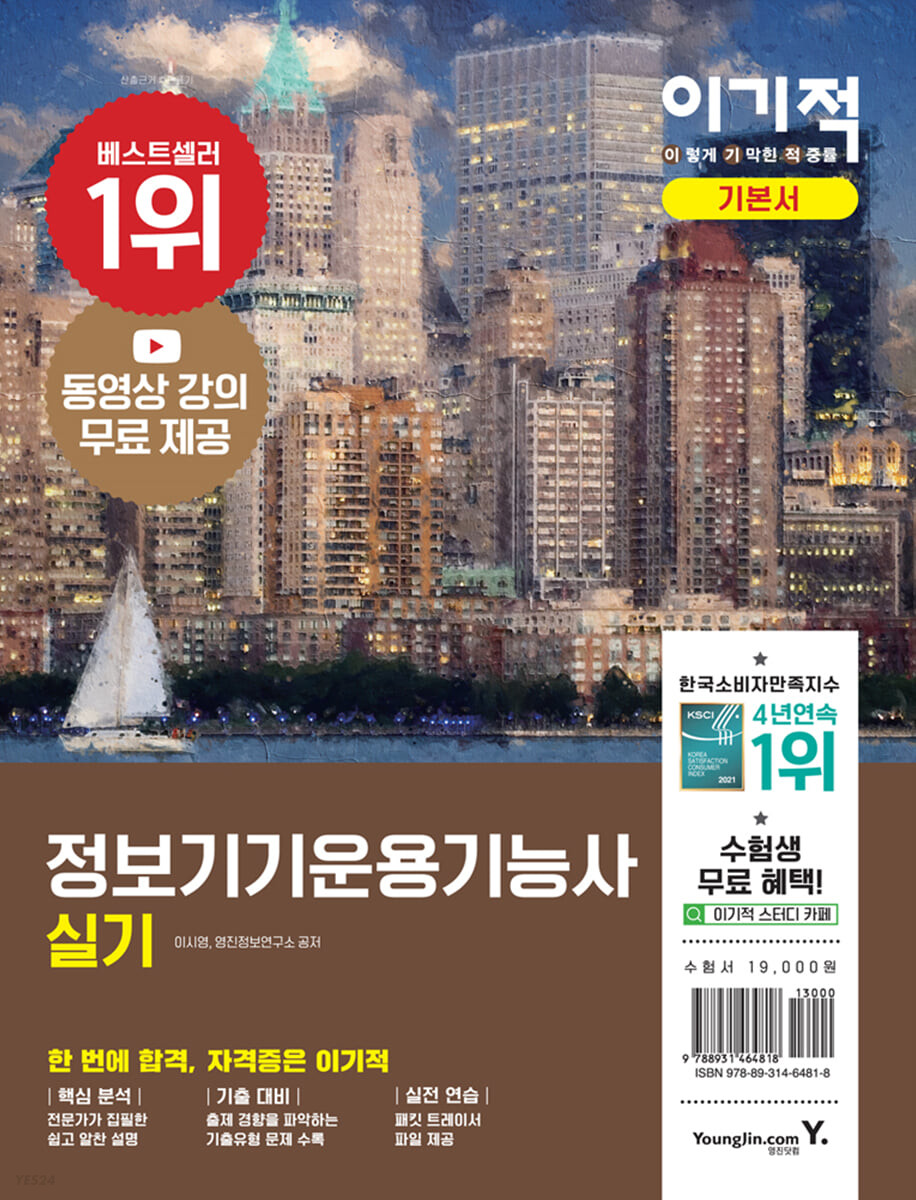 산출근거 후면표기
베스트셀러
1위
동영상 강의
무료 제공
이기적
이 렇게 기 막힌 적 중률
기본서
한국소비자만족지수
KSCI
KOREA
SATISFACTION
CONSUMER
INDEX
2021
4년연속
1위
수험생
무료 혜택!
이기적 스터디 카페
수험서 19,000원
13000
9 788931 464818
ISBN 978-89-314-6481-8
YoungJin.com Y.
영진닷컴
정보기기운용기능사
실기
이시영, 영진정보연구소 공저
한 번에 합격, 자격증은 이기적
| 핵심 분석 |
전문가가 집필한
쉽고 알찬 설명
| 기출 대비 |
출제 경향을 파악하는
기출유형 문제 수록
| 실전 연습 |
패킷 트레이서
파일 제공
YES24